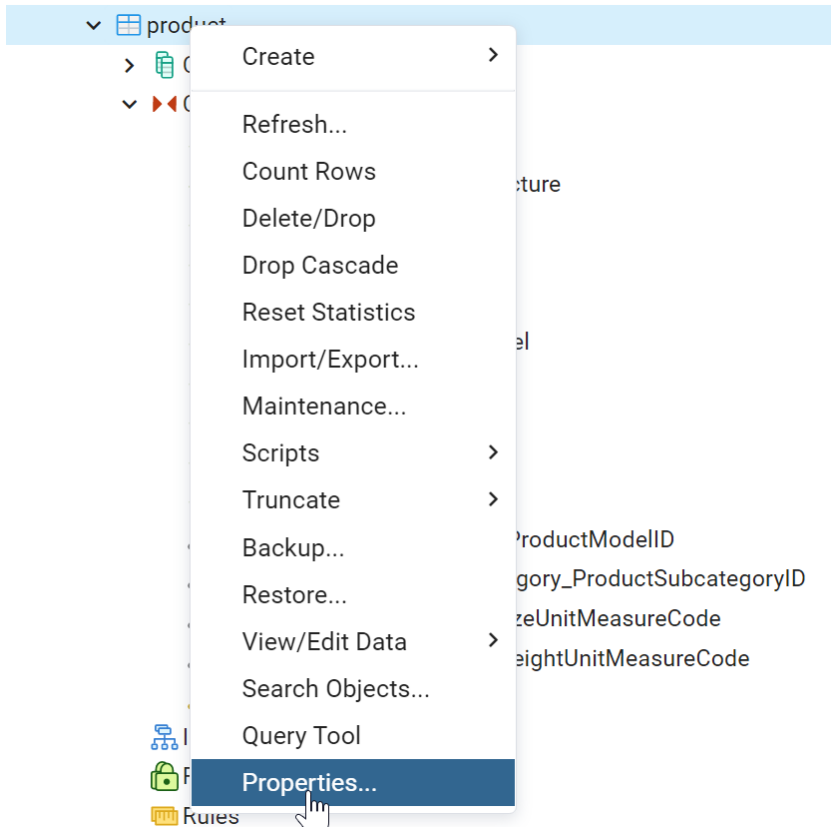 product
Create
Refresh...
Count Rows
cture
Delete/Drop
Drop Cascade
Reset Statistics
el
Import/Export...
Maintenance...
Scripts
Truncate
ProductModelID
Backup...
gory_ProductSubcategoryID
Restore...
zeUnitMeasureCode
View/Edit Data
eightUnitMeasureCode
Search Objects...
Query Tool
Properties...
Rules